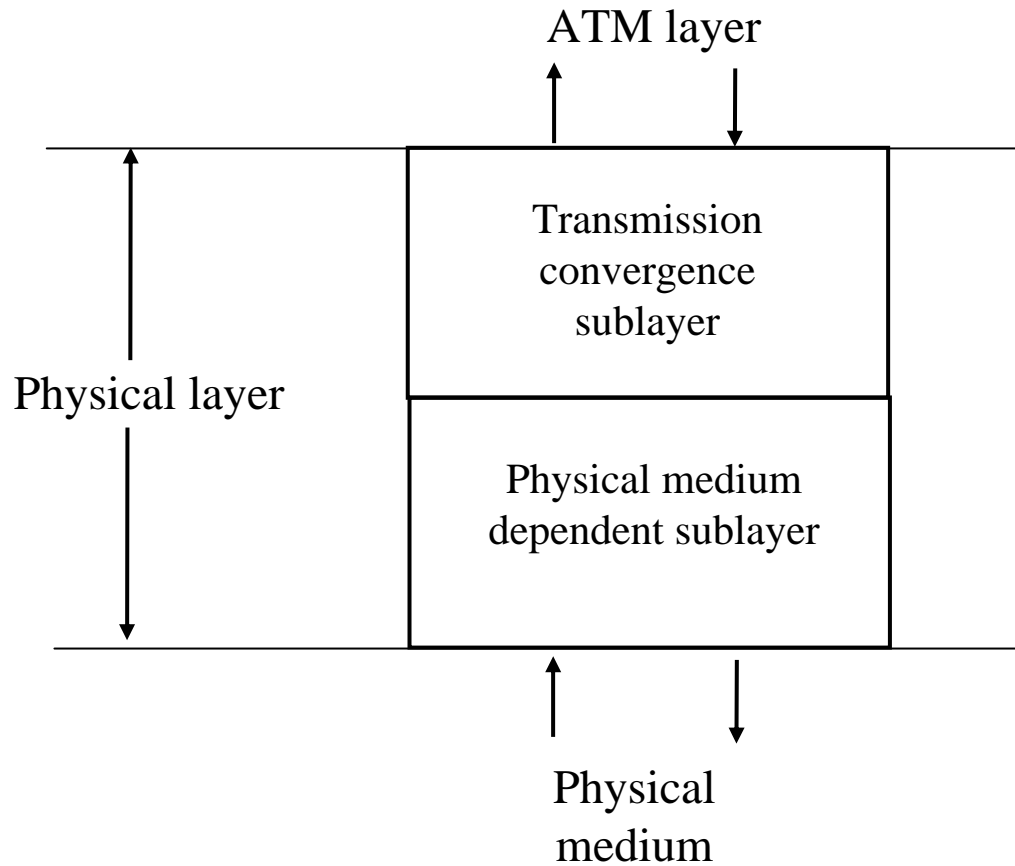 ATM layer
Transmission
convergence
sublayer
Physical layer
Physical medium
dependent sublayer
Physical
medium